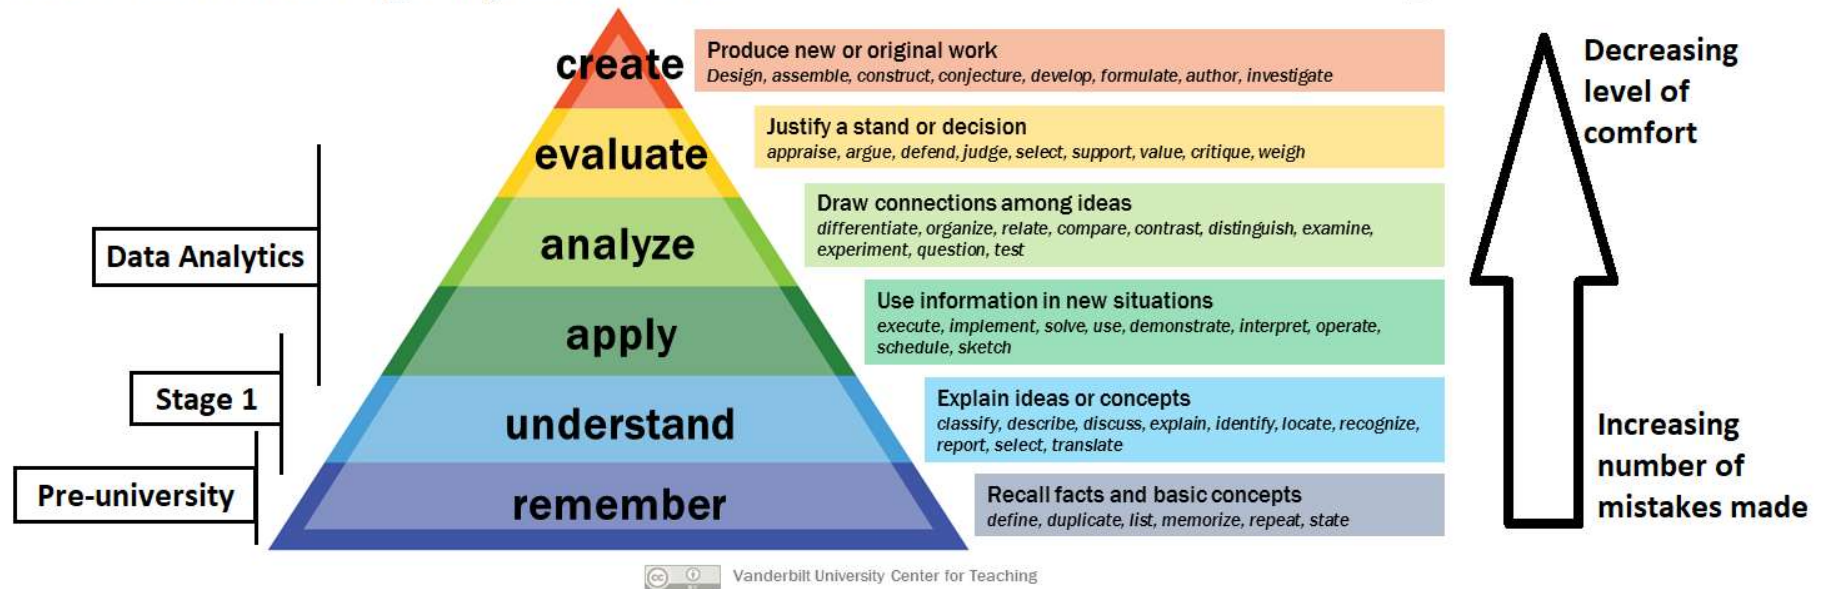 create
Produce new or original work
Design, assemble, construct, conjecture, develop, formulate, author, investigate
evaluate
Justify a stand or decision
appraise, argue, defend, judge, select, support, value, critique, weigh
analyze
Draw connections among ideas
differentiate, organize, relate, compare, contrast, distinguish, examine,
experiment, question, test
apply
Use information in new situations
execute, implement, solve, use, demonstrate, interpret, operate,
schedule, sketch
understand
Explain ideas or concepts
classify, describe, discuss, explain, identify, locate, recognize,
report, select, translate
remember
Recall facts and basic concepts
define, duplicate, list, memorize, repeat, state
Data Analytics
Stage 1
Pre-university
Decreasing
level of
comfort
Increasing
number of
mistakes made
cc
Vanderbilt University Center for Teaching